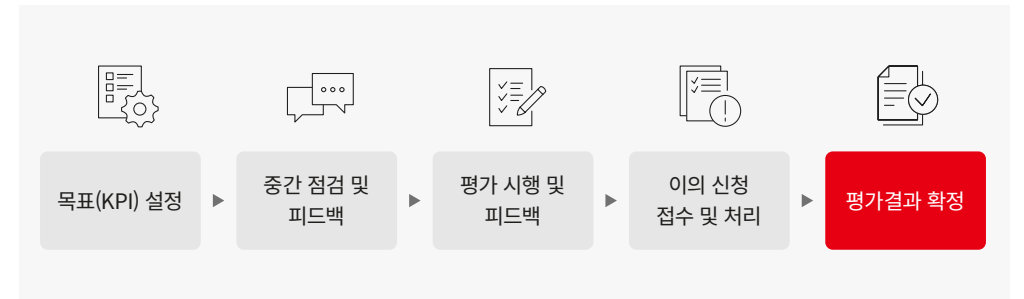 목표(KPI) 설정
중간 점검 및
피드백
평가 시행 및
피드백
이의 신청
접수 및 처리
평가결과 확정